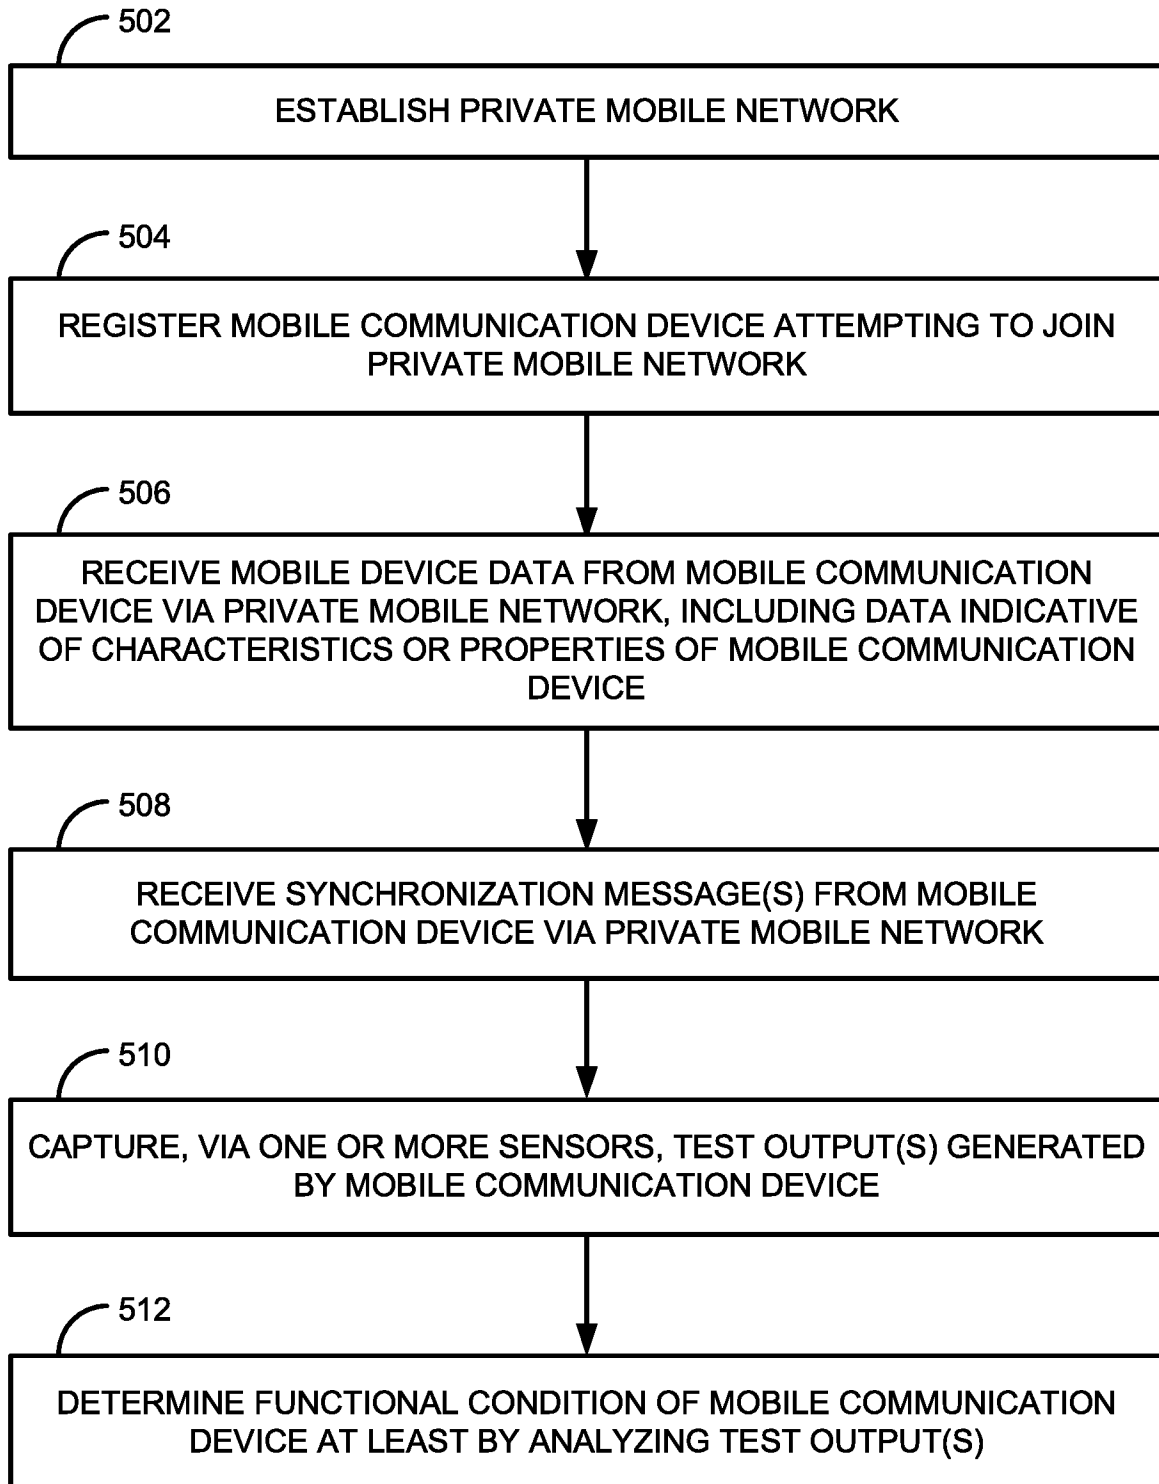 502
ESTABLISH PRIVATE MOBILE NETWORK
504
REGISTER MOBILE COMMUNICATION DEVICE ATTEMPTING TO JOIN
PRIVATE MOBILE NETWORK
506
RECEIVE MOBILE DEVICE DATA FROM MOBILE COMMUNICATION
DEVICE VIA PRIVATE MOBILE NETWORK, INCLUDING DATA INDICATIVE
OF CHARACTERISTICS OR PROPERTIES OF MOBILE COMMUNICATION
DEVICE
508
RECEIVE SYNCHRONIZATION MESSAGE(S) FROM MOBILE
COMMUNICATION DEVICE VIA PRIVATE MOBILE NETWORK
510
CAPTURE, VIA ONE OR MORE SENSORS, TEST OUTPUT(S) GENERATED
BY MOBILE COMMUNICATION DEVICE
512
DETERMINE FUNCTIONAL CONDITION OF MOBILE COMMUNICATION
DEVICE AT LEAST BY ANALYZING TEST OUTPUT(S)